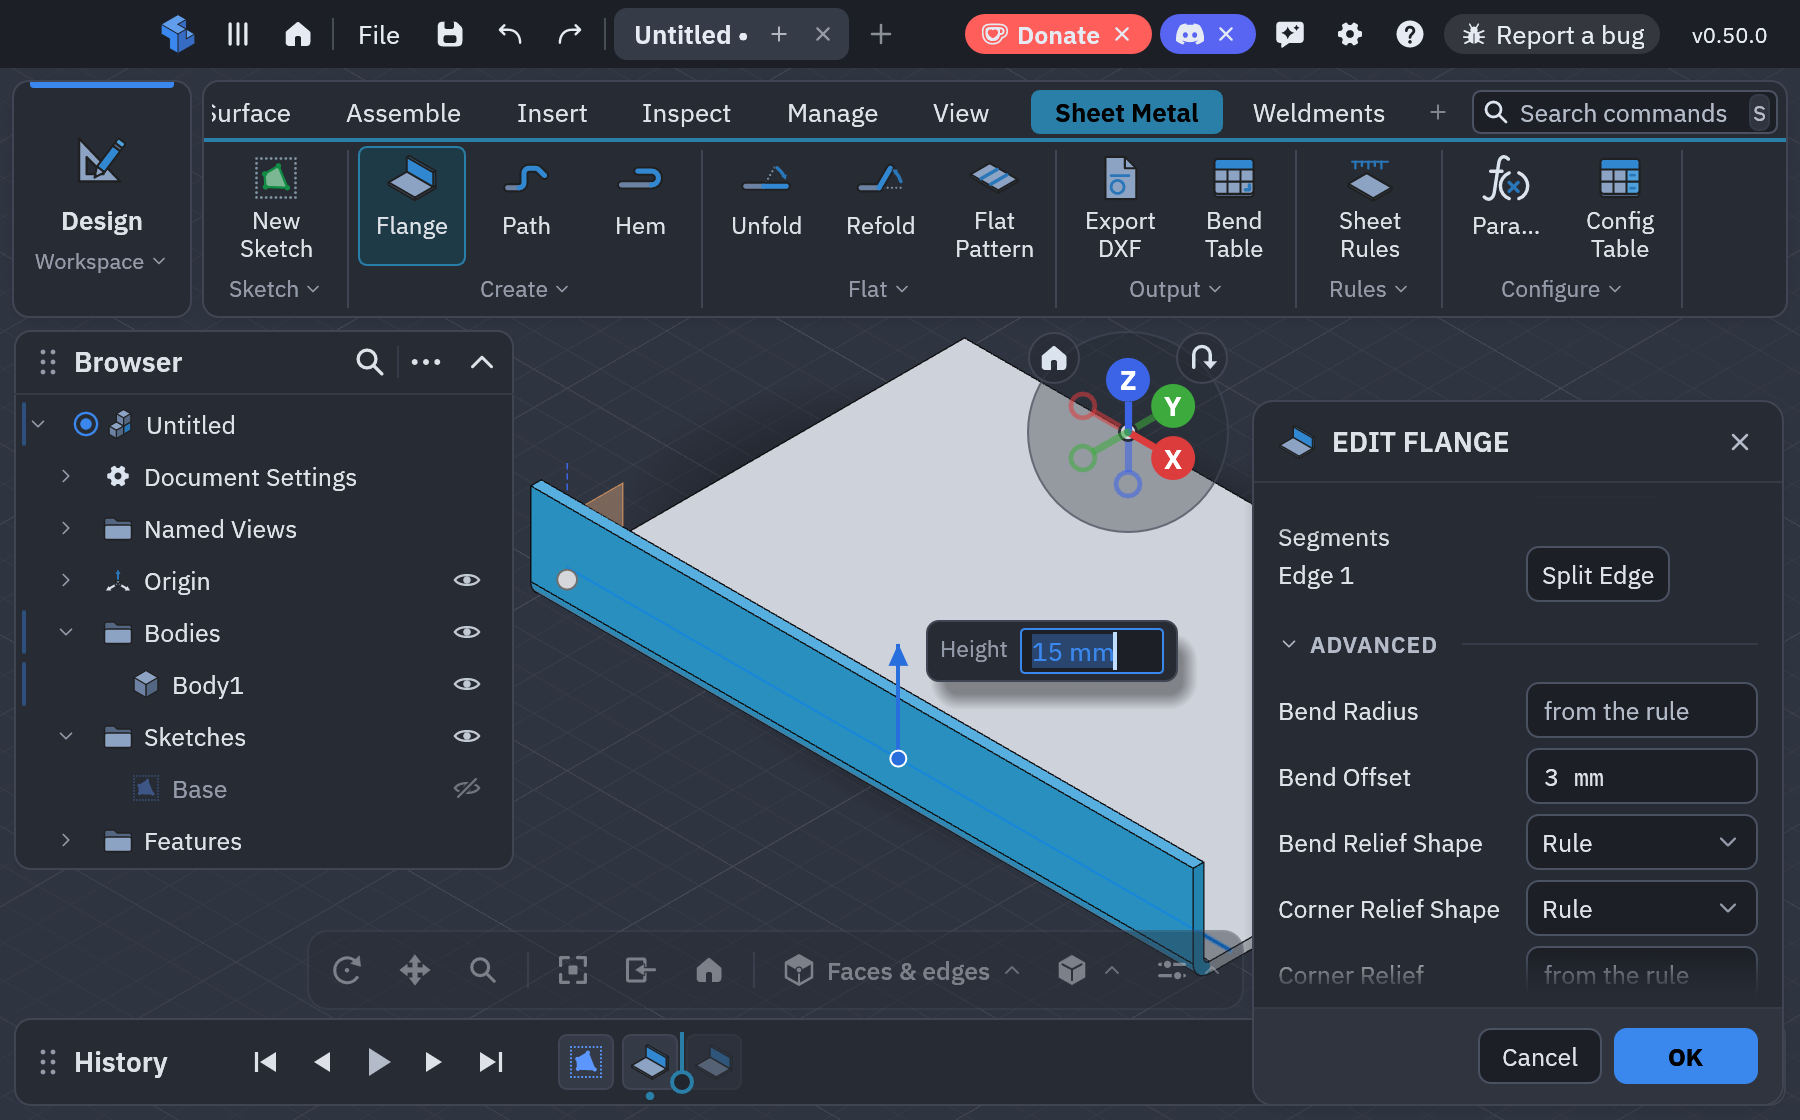 File
Untitled
Donate
Report a bug
v0.50.0
Design
Workspace
Surface
Assemble
Insert
Inspect
Manage
View
Sheet Metal
Weldments
Search commands
S
New Sketch
Flange
Path
Hem
Unfold
Refold
Flat Pattern
Export DXF
Bend Table
Sheet Rules
Para...
Config Table
Sketch
Create
Flat
Output
Rules
Configure
Browser
Untitled
Document Settings
Named Views
Origin
Bodies
Body1
Sketches
Base
Features
Z
Y
X
Height
15 mm
EDIT FLANGE
Segments
Edge 1
Split Edge
ADVANCED
Bend Radius
from the rule
Bend Offset
3 mm
Bend Relief Shape
Rule
Corner Relief Shape
Rule
Corner Relief
from the rule
Cancel
OK
Faces & edges
History